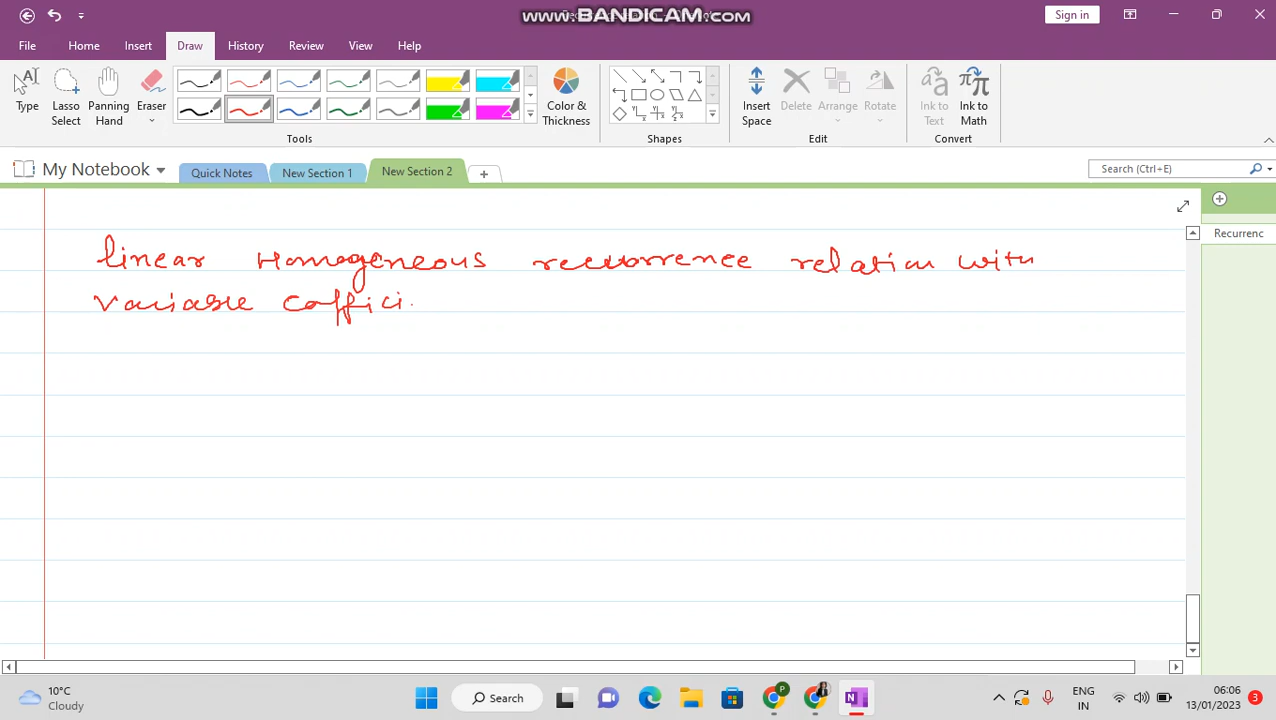 www.BANDICAM.com
Sign in
File Home Insert Draw History Review View Help
Type
Lasso Select
Panning Hand
Eraser
Color & Thickness
Insert Space
Delete
Arrange
Rotate
Ink to Text
Ink to Math
Tools
Shapes
Edit
Convert
My Notebook
Quick Notes
New Section 1
New Section 2
Search (Ctrl+E)
Recurrenc
linear Homogeneous recurrence relation with
Variable Coffici
10°C
Cloudy
Search
ENG
IN
06:06
13/01/2023
3